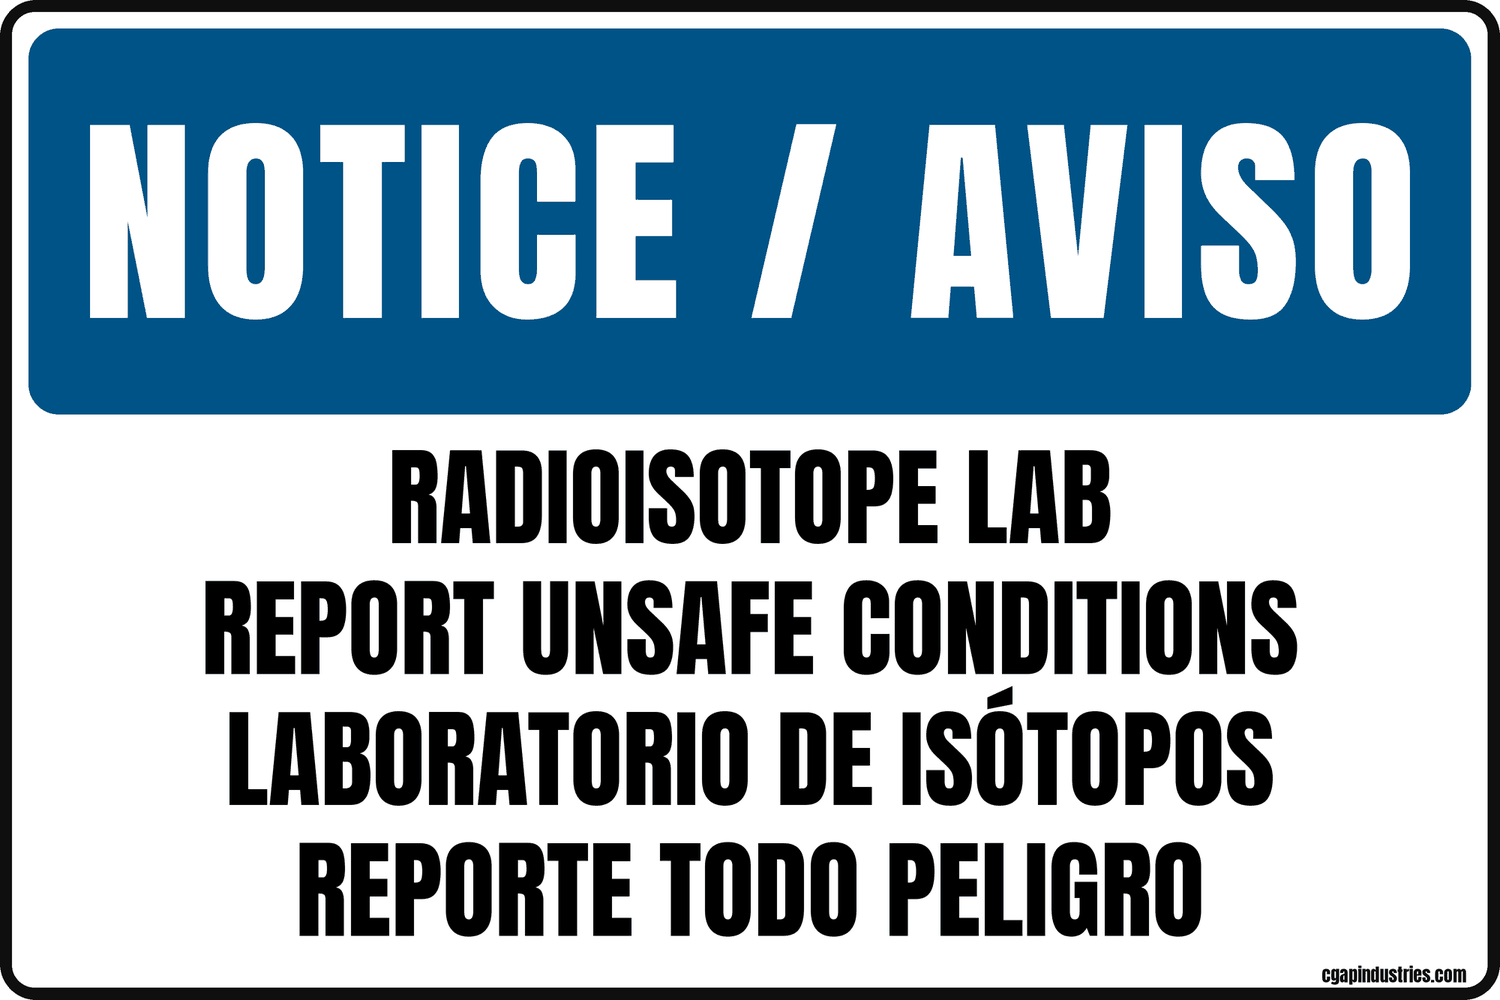 NOTICE / AVISO
RADIOISOTOPE LAB
REPORT UNSAFE CONDITIONS
LABORATORIO DE ISÓTOPOS
REPORTE TODO PELIGRO
cgapindustries.com